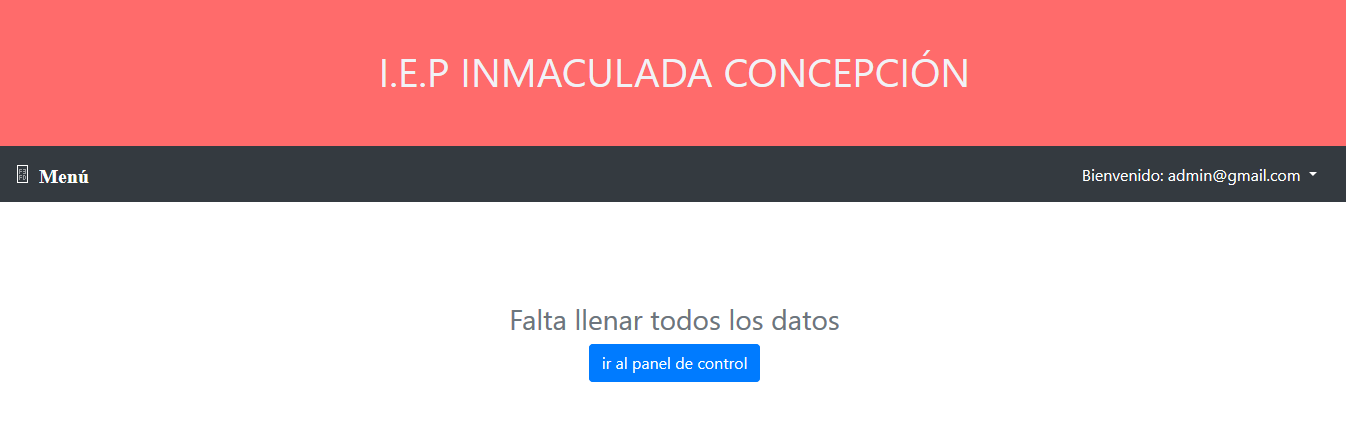 I.E.P INMACULADA CONCEPCIÓN
Menú
Bienvenido: admin@gmail.com
Falta llenar todos los datos
ir al panel de control